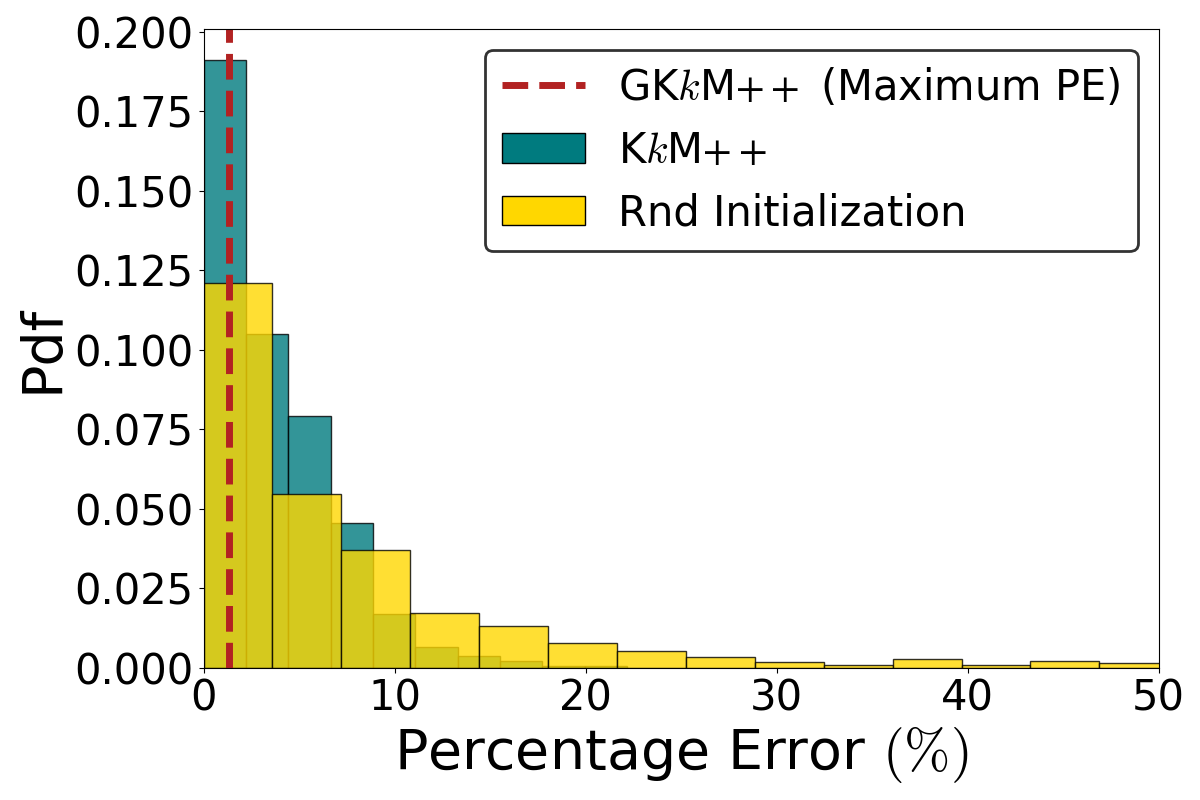 0.200
0.175
0.150
0.125
0.100
0.075
0.050
0.025
0.000
Pdf
GKkM++ (Maximum PE)
KkM++
Rnd Initialization
0 10 20 30 40 50
Percentage Error (%)